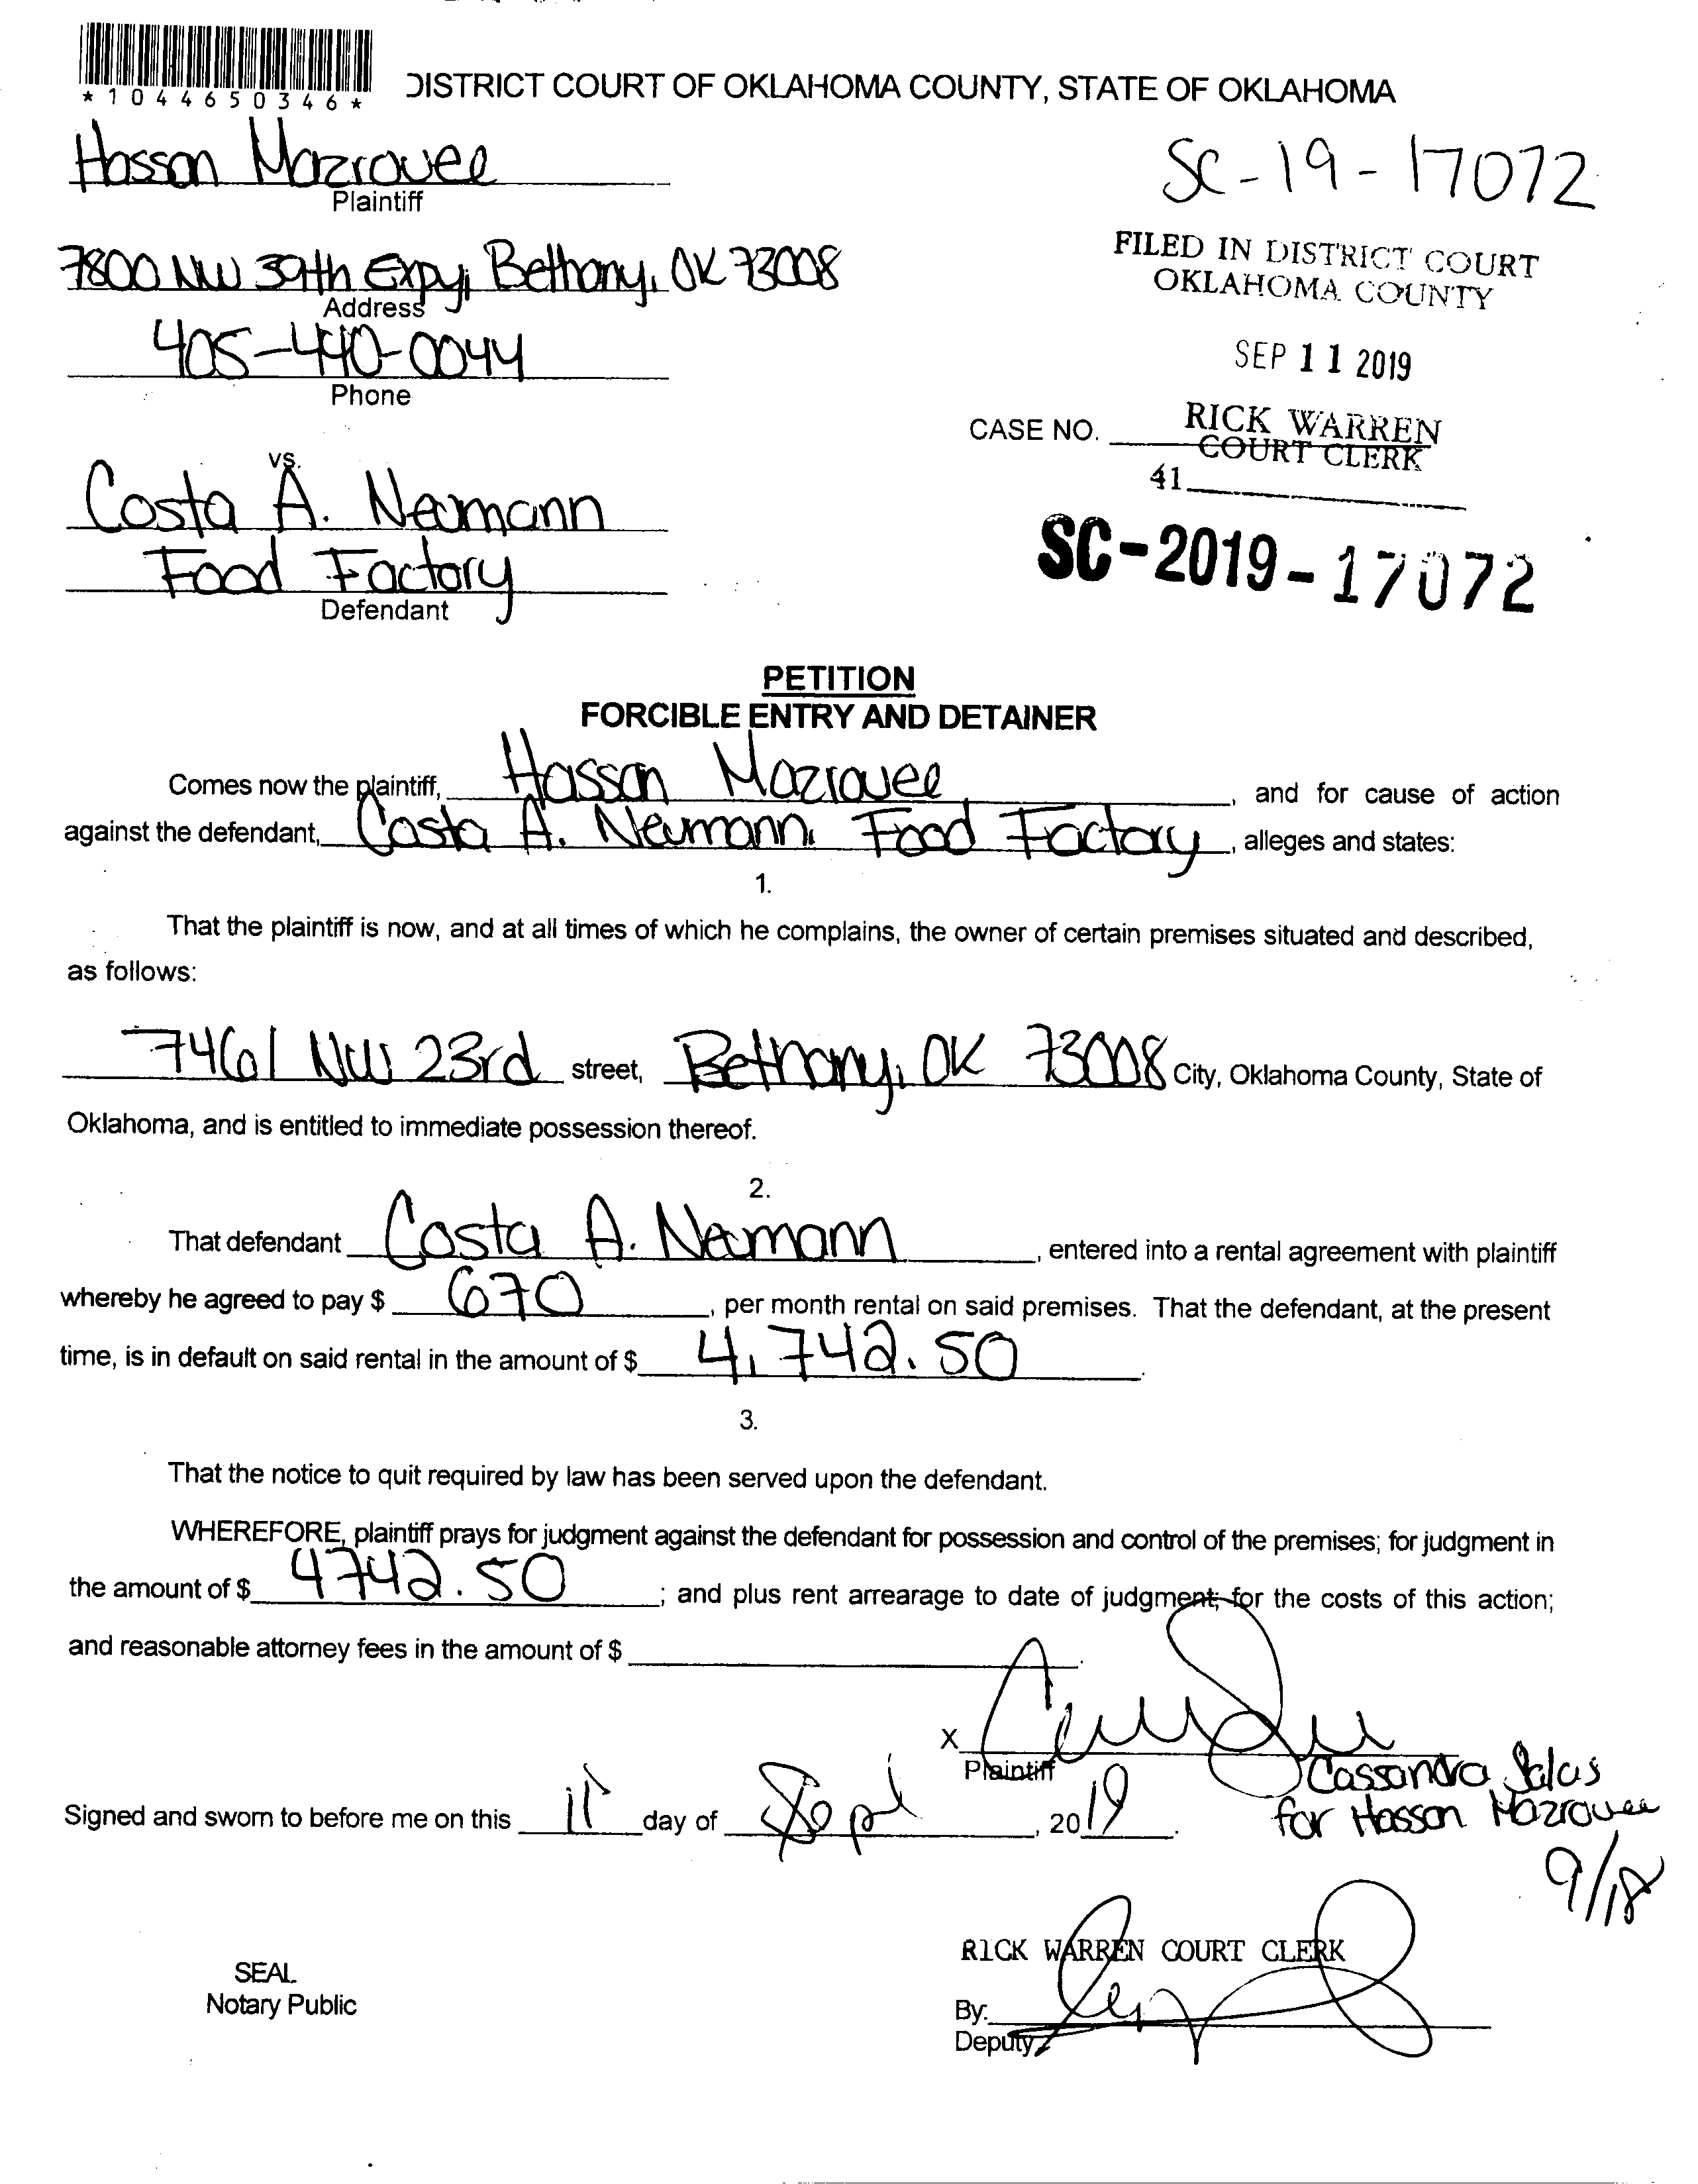 *1044650346*
DISTRICT COURT OF OKLAHOMA COUNTY, STATE OF OKLAHOMA
Hassan Mazrouee
Plaintiff
SC-19-17072
7800 NW 39th Expy, Bethany, OK 73008
Address
FILED IN DISTRICT COURT
OKLAHOMA COUNTY
405-440-0044
Phone
SEP 11 2019
CASE NO.
RICK WARREN
COURT CLERK
41
vs.
Costa A. Neumann
Food Factory
Defendant
SC-2019-17072
PETITION
FORCIBLE ENTRY AND DETAINER
Comes now the plaintiff, Hassan Mazrouee, and for cause of action
against the defendant, Costa A. Neumann, Food Factory, alleges and states:
1.
That the plaintiff is now, and at all times of which he complains, the owner of certain premises situated and described,
as follows:
7461 NW 23rd street, Bethany, OK 73008 City, Oklahoma County, State of
Oklahoma, and is entitled to immediate possession thereof.
2.
That defendant Costa A. Neumann, entered into a rental agreement with plaintiff
whereby he agreed to pay $ 670, per month rental on said premises. That the defendant, at the present
time, is in default on said rental in the amount of $ 4,742.50.
3.
That the notice to quit required by law has been served upon the defendant.
WHEREFORE, plaintiff prays for judgment against the defendant for possession and control of the premises; for judgment in
the amount of $ 4742.50; and plus rent arrearage to date of judgment; for the costs of this action;
and reasonable attorney fees in the amount of $
X
Plaintiff
Cassandra Salas
for Hassan Mazrouee
Signed and sworn to before me on this 11 day of Sept, 2019.
9/18
RICK WARREN COURT CLERK
SEAL
Notary Public
By:
Deputy